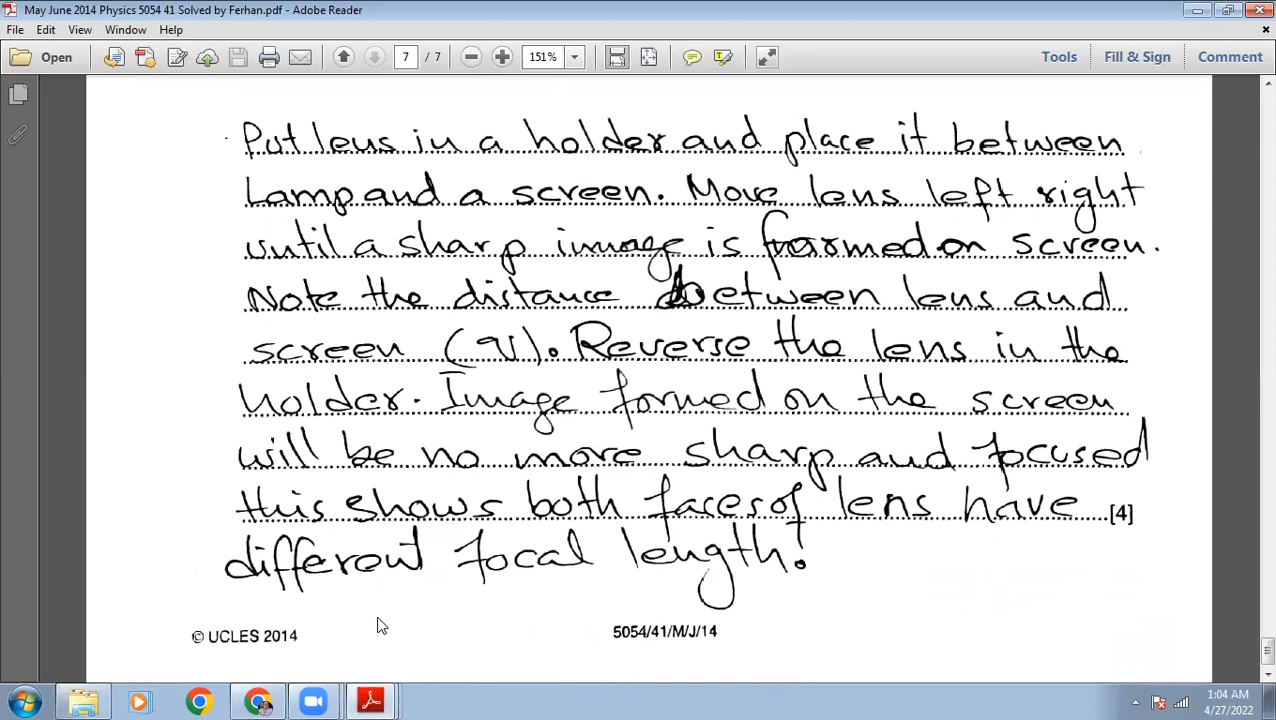 May June 2014 Physics 5054 41 Solved by Ferhan.pdf - Adobe Reader
File Edit View Window Help
Open 7 / 7 151% Tools Fill & Sign Comment
Put lens in a holder and place it between
Lamp and a screen. Move lens left right
until a sharp image is formed on screen.
Note the distance between lens and
screen (v). Reverse the lens in the
holder. Image formed on the screen
will be no more sharp and focused
this shows both faces of lens have [4]
different focal length.
© UCLES 2014 5054/41/M/J/14
1:04 AM
4/27/2022